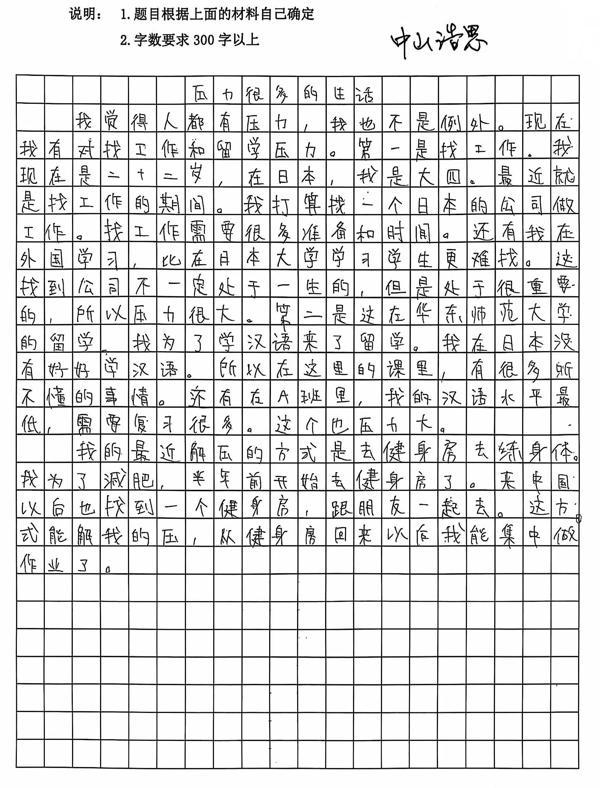 说明： 1.题目根据上面的材料自己确定
2.字数要求300字以上
中山浩思
压力很多的生活
我觉得人都有压力，我也不是例外。现在
我有对找工作和留学压力。第一是找工作。我
现在是二十二岁，在日本，我是大四。最近就
是找工作的期间。我打算找一个日本的公司做
工作。找工作需要很多准备和时间。还有我在
外国学习，比在日本大学学习学生更难找。这
找到公司不一定处于一生的，但是处于很重要
的，所以压力很大。第二是这在华东师范大学
的留学。我为了学汉语来了留学。我在日本没
有好好学汉语。所以在这里的课里，有很多所
不懂的事情。亦有在A班里，我的汉语水平最
低，需要复习很多。这个也压力大。
我的最近解压的方式是去健身房去练身体。
我为了减肥，半年前开始去健身房了。来中国
以后也找到一个健身房，跟朋友一起去。这方
式能解我的压，从健身房回来以后我能集中做
作业了。